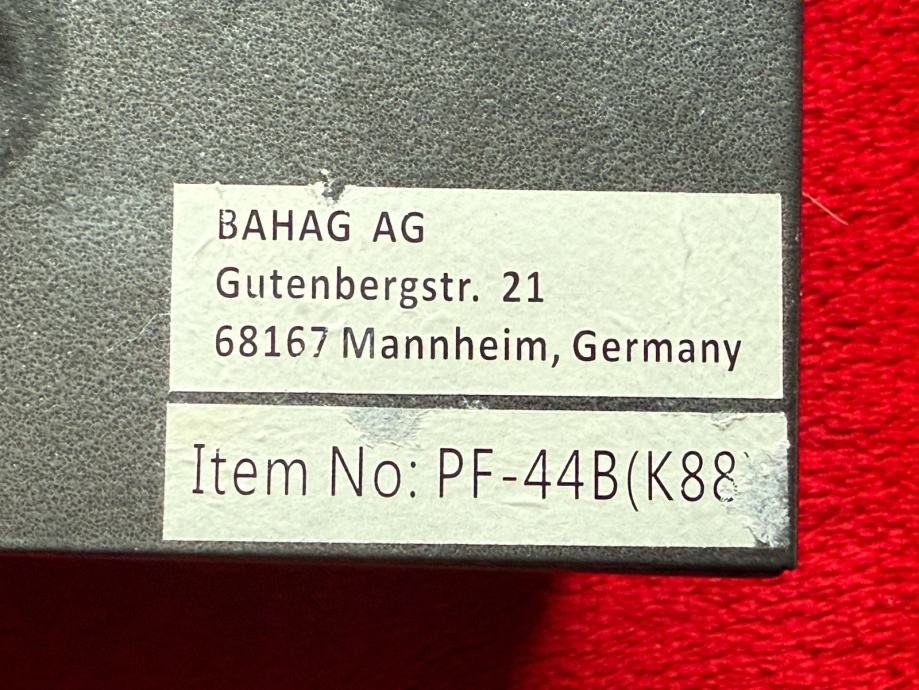 BAHAG AG
Gutenbergstr. 21
68167 Mannheim, Germany
Item No: PF-44B(K88